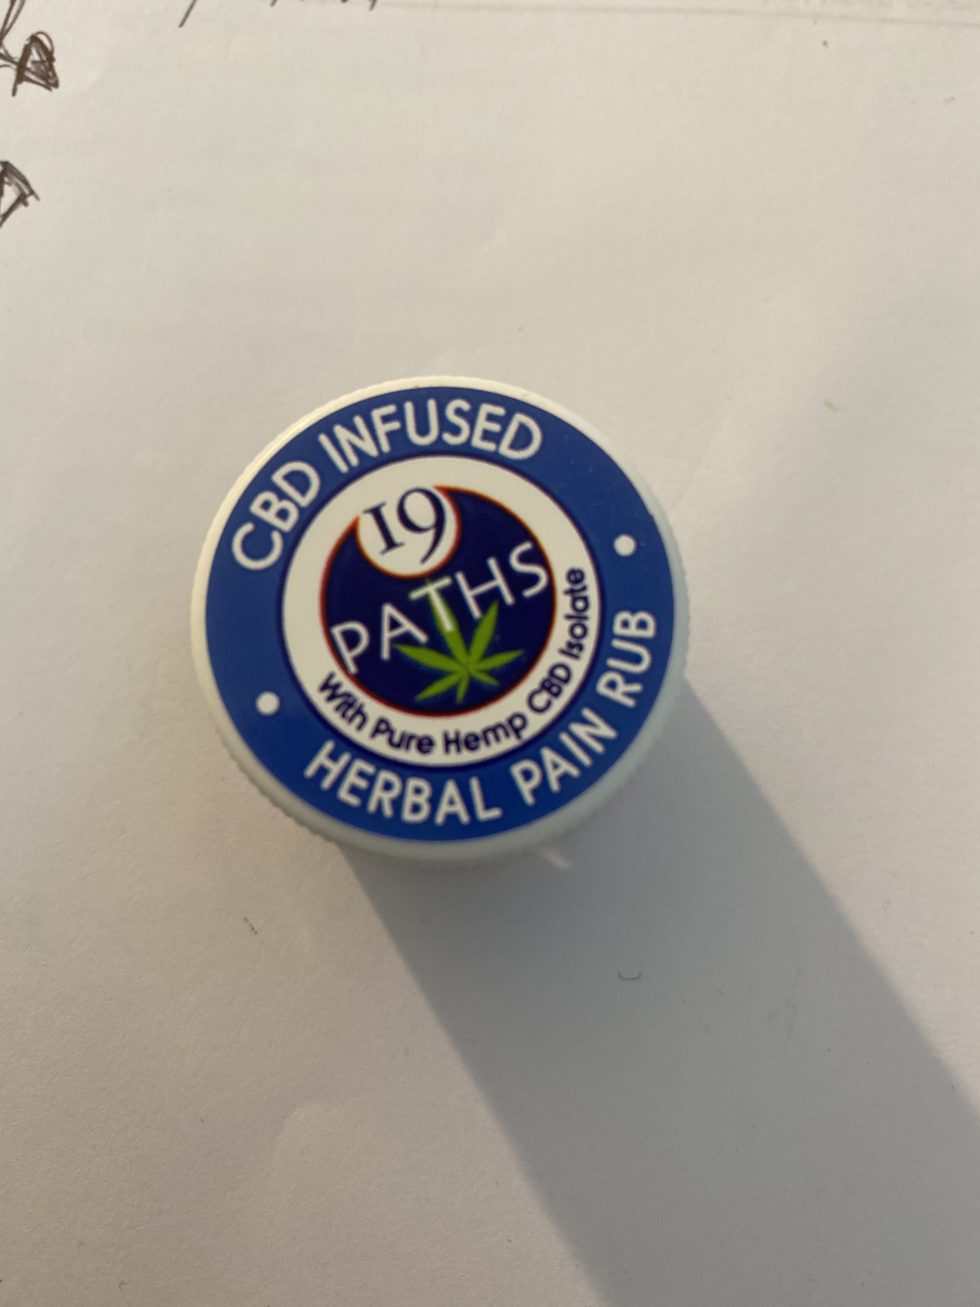 CBD INFUSED
19
PATHS
With Pure Hemp CBD Isolate
HERBAL PAIN RUB